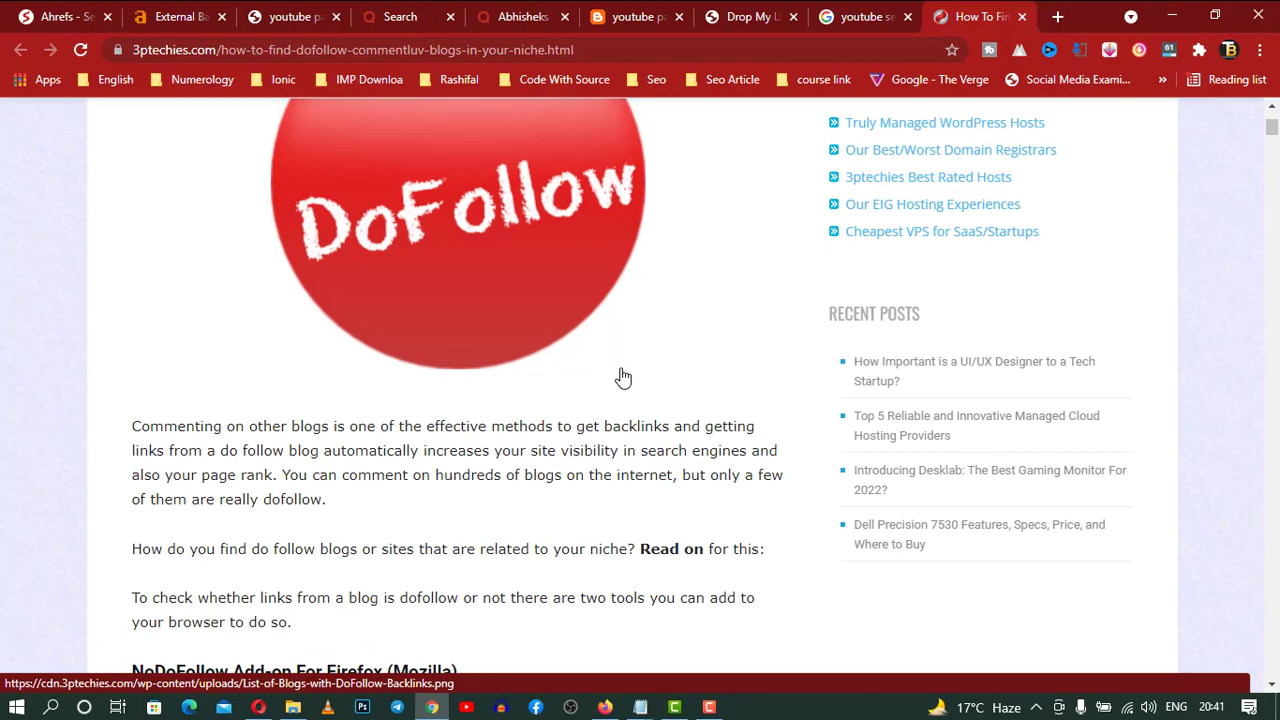 Ahrefs - Se
External Ba
youtube pa
Search
Abhisheks
youtube pa
Drop My Li
youtube se
How To Fin
3ptechies.com/how-to-find-dofollow-commentluv-blogs-in-your-niche.html
61
Apps
English
Numerology
Ionic
IMP Downloa
Rashifal
Code With Source
Seo
Seo Article
course link
Google - The Verge
Social Media Exami...
»
Reading list
DoFollow
Truly Managed WordPress Hosts
Our Best/Worst Domain Registrars
3ptechies Best Rated Hosts
Our EIG Hosting Experiences
Cheapest VPS for SaaS/Startups
RECENT POSTS
How Important is a UI/UX Designer to a Tech
Startup?
Top 5 Reliable and Innovative Managed Cloud
Hosting Providers
Introducing Desklab: The Best Gaming Monitor For
2022?
Dell Precision 7530 Features, Specs, Price, and
Where to Buy
Commenting on other blogs is one of the effective methods to get backlinks and getting
links from a do follow blog automatically increases your site visibility in search engines and
also your page rank. You can comment on hundreds of blogs on the internet, but only a few
of them are really dofollow.
How do you find do follow blogs or sites that are related to your niche? Read on for this:
To check whether links from a blog is dofollow or not there are two tools you can add to
your browser to do so.
NoDoFollow Add-on For Firefox (Mozilla)
https://cdn.3ptechies.com/wp-content/uploads/List-of-Blogs-with-DoFollow-Backlinks.png
17°C Haze
ENG
20:41